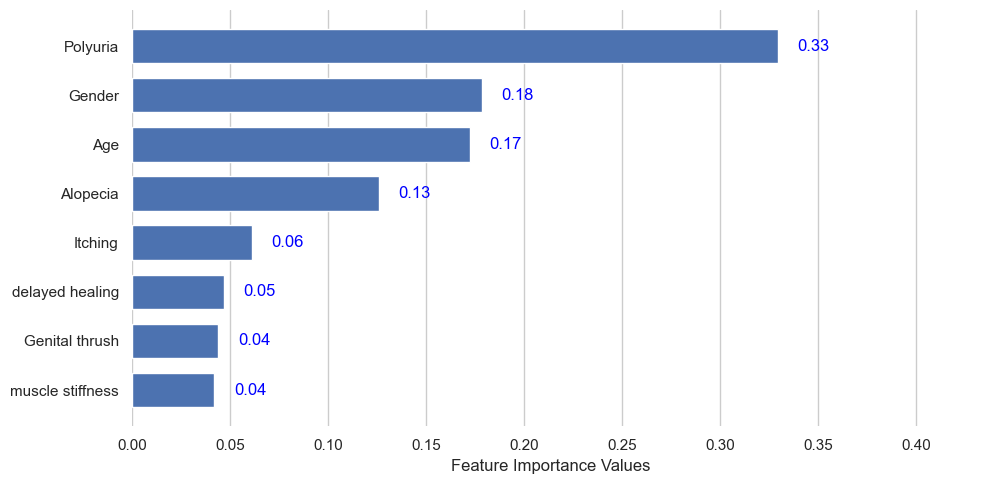 Polyuria 0.33
Gender 0.18
Age 0.17
Alopecia 0.13
Itching 0.06
delayed healing 0.05
Genital thrush 0.04
muscle stiffness 0.04
0.00 0.05 0.10 0.15 0.20 0.25 0.30 0.35 0.40
Feature Importance Values